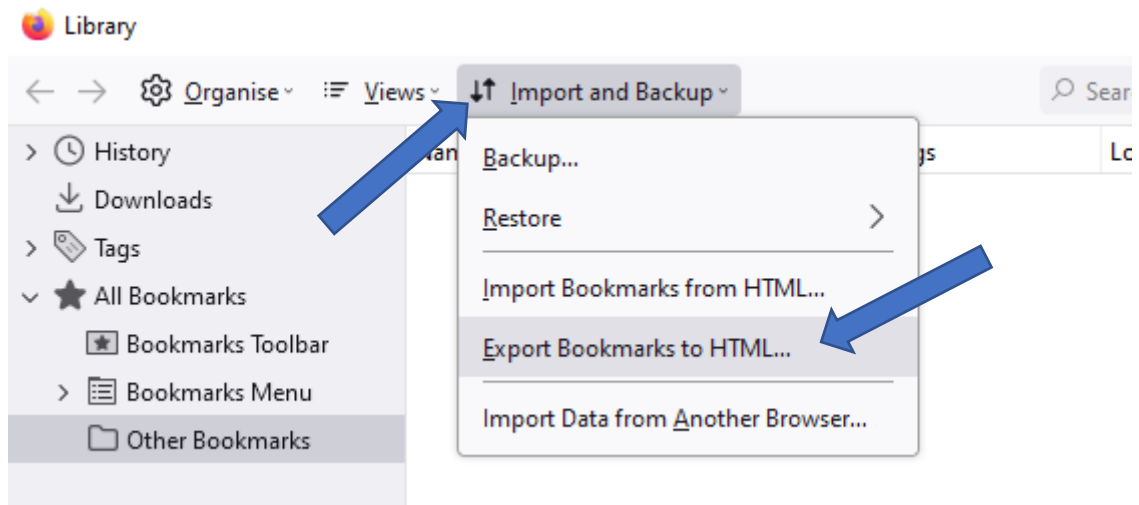 Library
Organise Views Import and Backup
History
Downloads
Tags
All Bookmarks
Bookmarks Toolbar
Bookmarks Menu
Other Bookmarks
Backup...
Restore
Import Bookmarks from HTML...
Export Bookmarks to HTML...
Import Data from Another Browser...